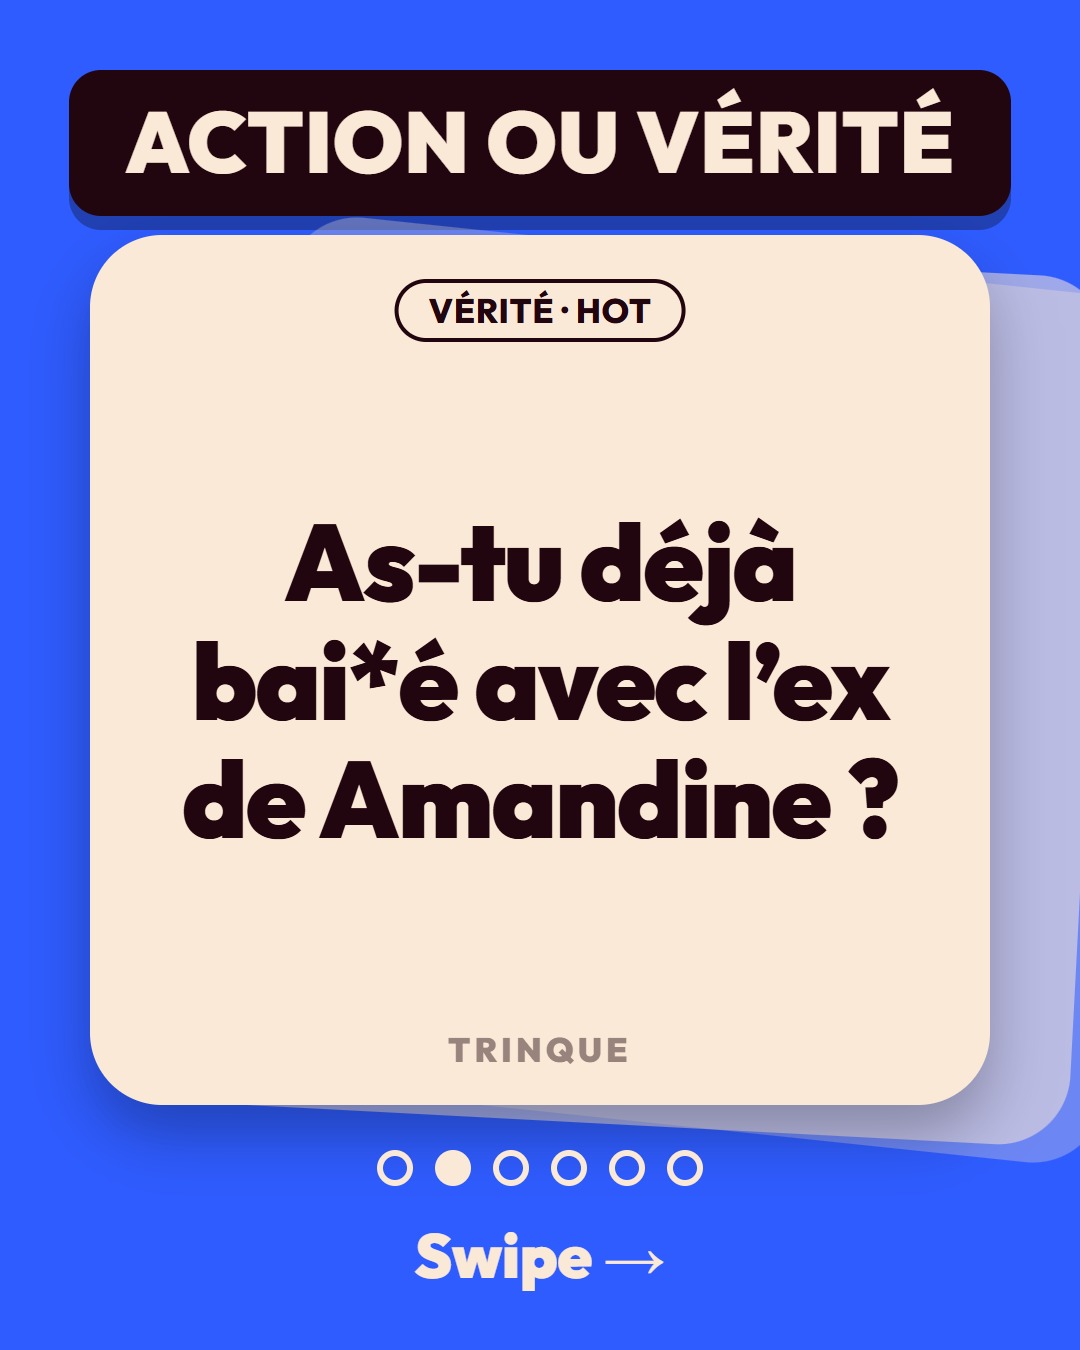 ACTION OU VÉRITÉ
VÉRITÉ · HOT
As-tu déjà
bai*é avec l’ex
de Amandine ?
TRINQUE
Swipe →